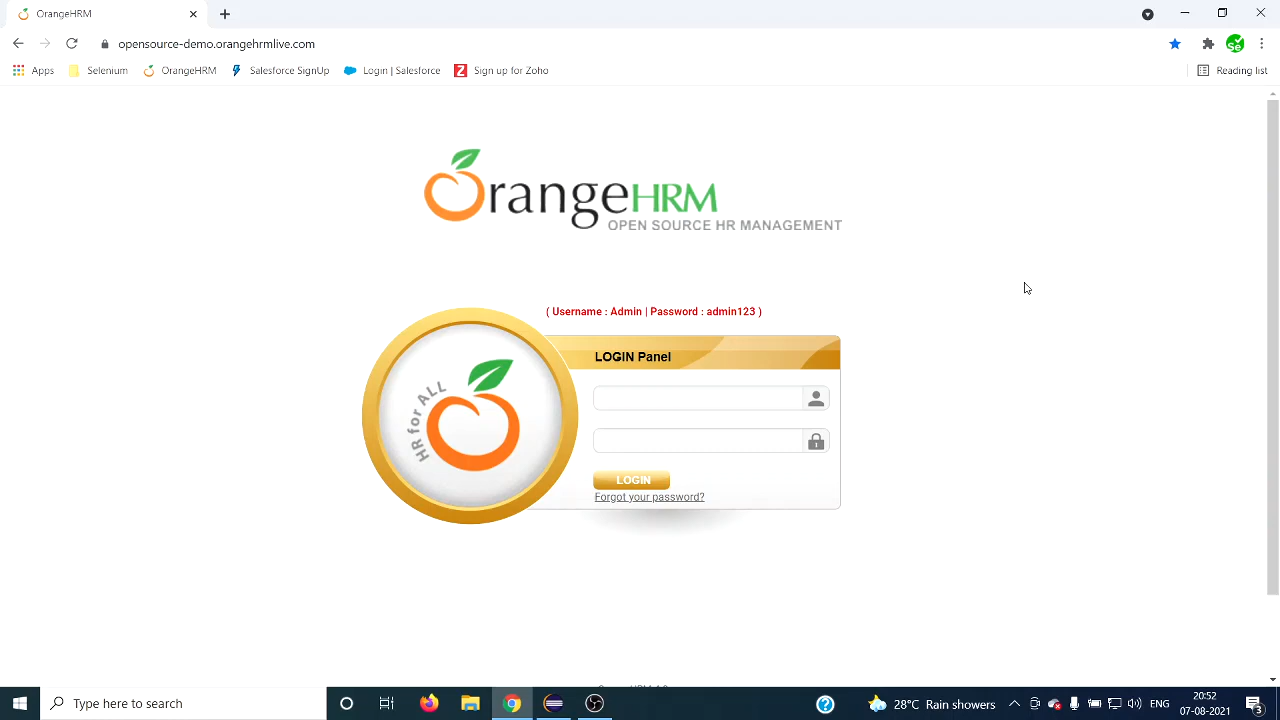 OrangeHRM
opensource-demo.orangehrmlive.com
Se
Apps Selenium OrangeHRM Salesforce SignUp Login | Salesforce Z Sign up for Zoho Reading list
OrangeHRM
OPEN SOURCE HR MANAGEMENT
( Username : Admin | Password : admin123 )
LOGIN Panel
HR for ALL
LOGIN
Forgot your password?
Type here to search
28°C Rain showers
ENG
20:52
07-08-2021
3